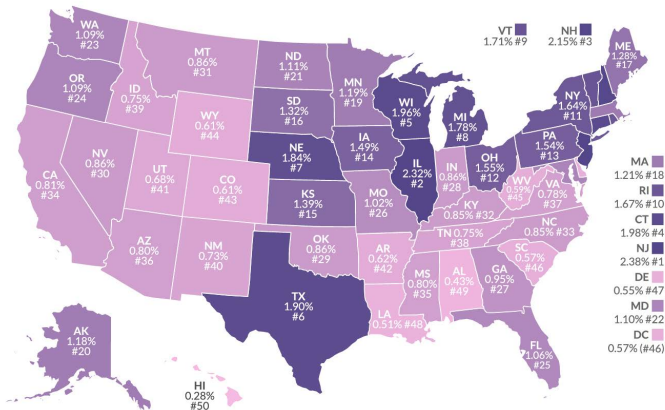 WA
1.09%
#23
OR
1.09%
#24
CA
0.81%
#34
NV
0.86%
#30
ID
0.75%
#39
MT
0.86%
#31
WY
0.61%
#44
UT
0.68%
#41
CO
0.61%
#43
AZ
0.80%
#36
NM
0.73%
#40
ND
1.11%
#21
SD
1.32%
#16
NE
1.84%
#7
KS
1.39%
#15
OK
0.86%
#29
TX
1.90%
#6
MN
1.19%
#19
IA
1.49%
#14
MO
1.02%
#26
AR
0.62%
#42
LA
0.51% #48
WI
1.96%
#5
IL
2.32%
#2
MI
1.78%
#8
IN
0.86%
#28
OH
1.55%
#12
KY
0.85% #32
TN 0.75%
#38
MS
0.80%
#35
AL
0.43%
#49
GA
0.95%
#27
FL
1.06%
#25
SC
0.57%
#46
NC
0.85% #33
VA
0.78%
#37
WV
0.59%
#45
PA
1.54%
#13
NY
1.64%
#11
ME
1.28%
#17
VT
1.71% #9
NH
2.15% #3
MA
1.21% #18
RI
1.67% #10
CT
1.98% #4
NJ
2.38% #1
DE
0.55% #47
MD
1.10% #22
DC
0.57% (#46)
AK
1.18%
#20
HI
0.28%
#50